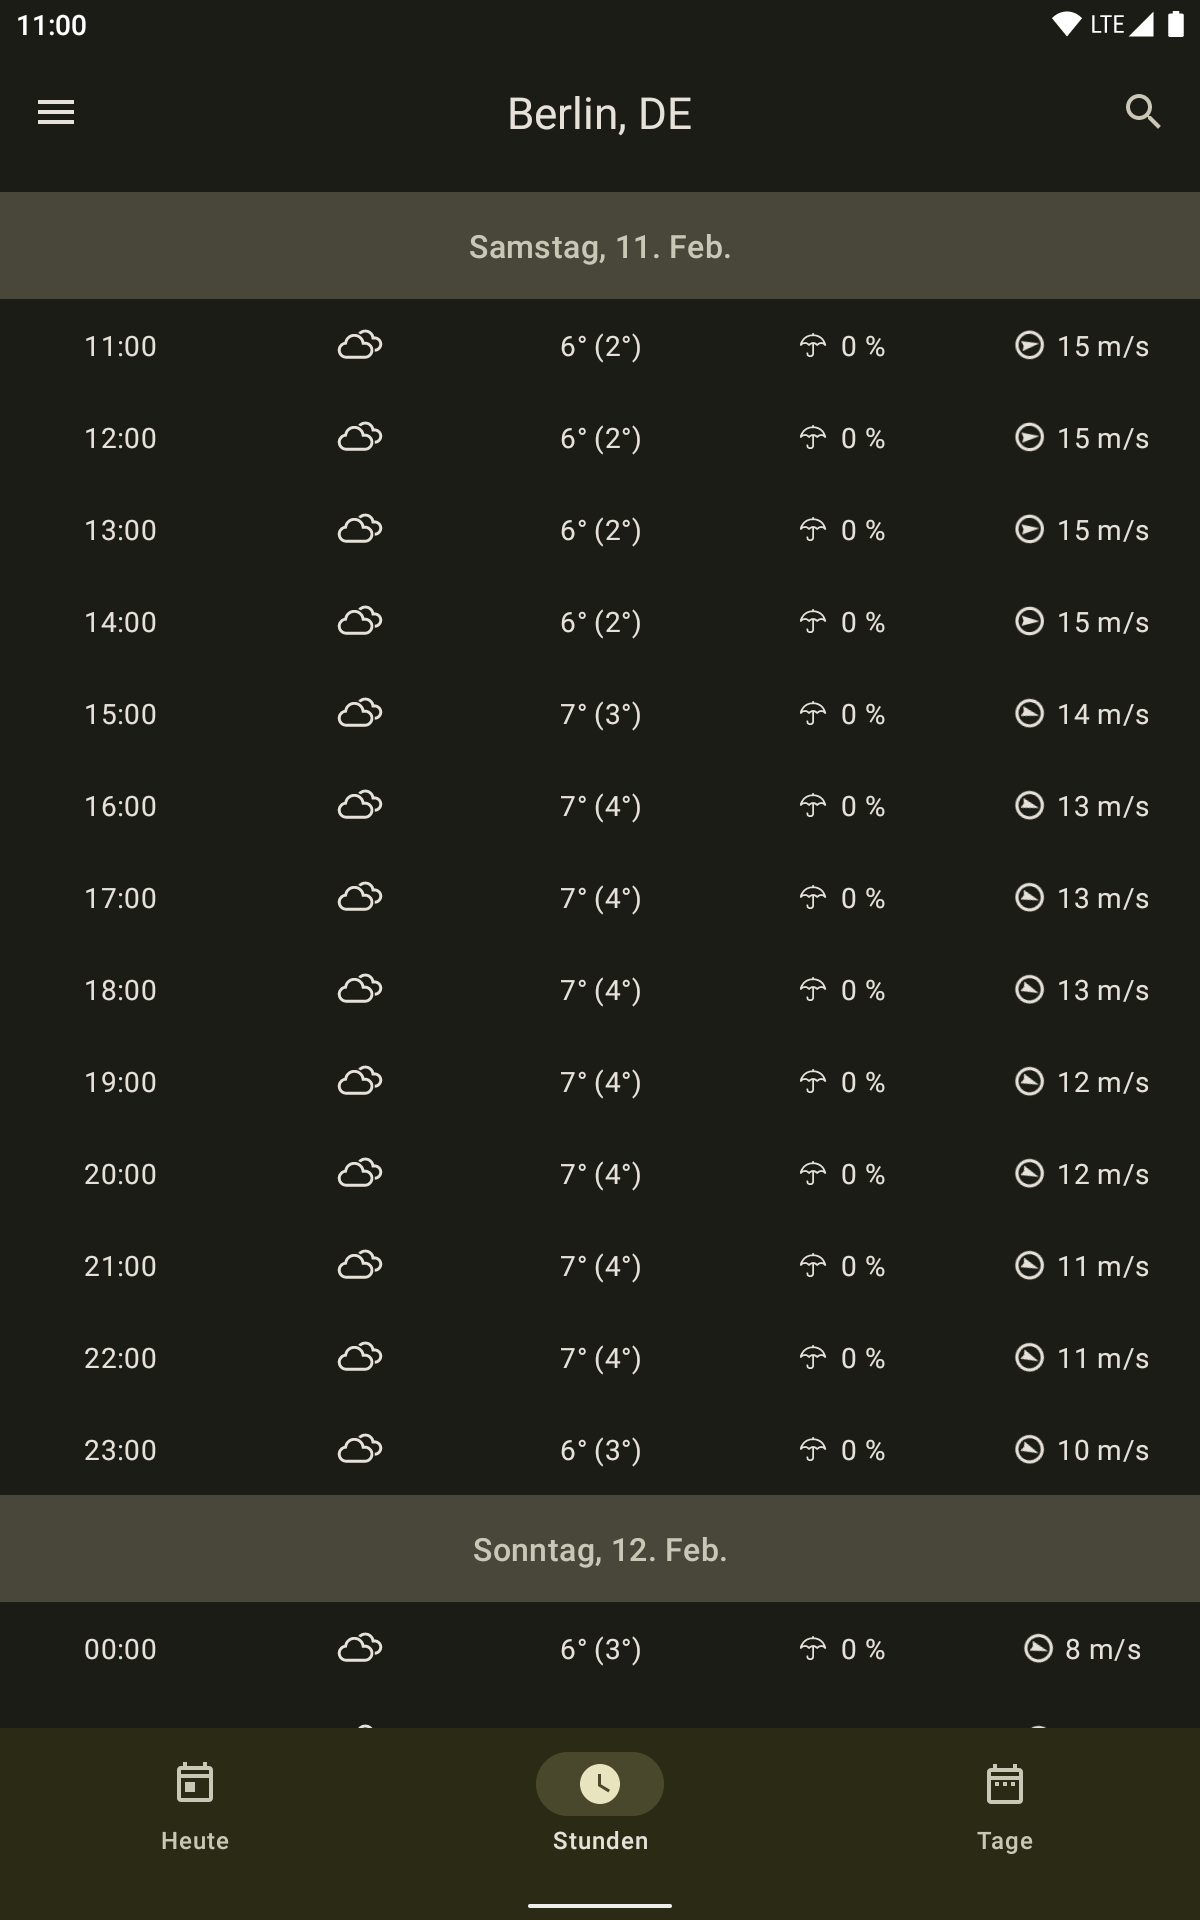 11:00 LTE
Berlin, DE
Samstag, 11. Feb.
11:00 6° (2°) 0 % 15 m/s
12:00 6° (2°) 0 % 15 m/s
13:00 6° (2°) 0 % 15 m/s
14:00 6° (2°) 0 % 15 m/s
15:00 7° (3°) 0 % 14 m/s
16:00 7° (4°) 0 % 13 m/s
17:00 7° (4°) 0 % 13 m/s
18:00 7° (4°) 0 % 13 m/s
19:00 7° (4°) 0 % 12 m/s
20:00 7° (4°) 0 % 12 m/s
21:00 7° (4°) 0 % 11 m/s
22:00 7° (4°) 0 % 11 m/s
23:00 6° (3°) 0 % 10 m/s
Sonntag, 12. Feb.
00:00 6° (3°) 0 % 8 m/s
Heute Stunden Tage